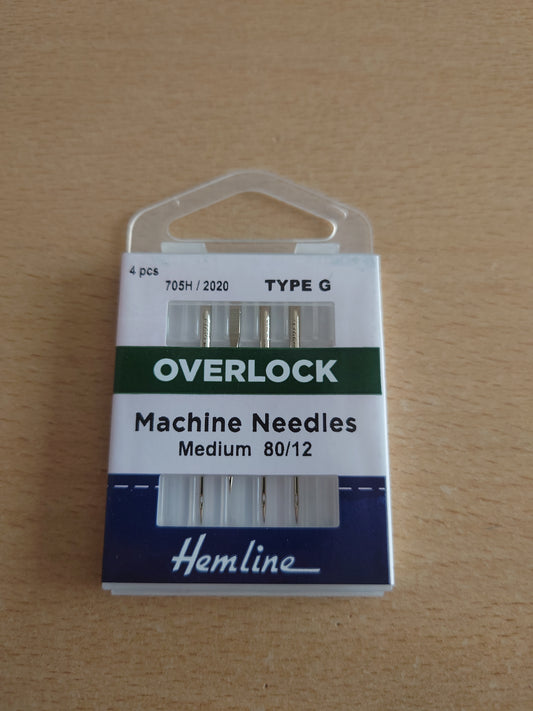 4 pcs
705H / 2020
TYPE G
OVERLOCK
Machine Needles
Medium 80/12
Hemline